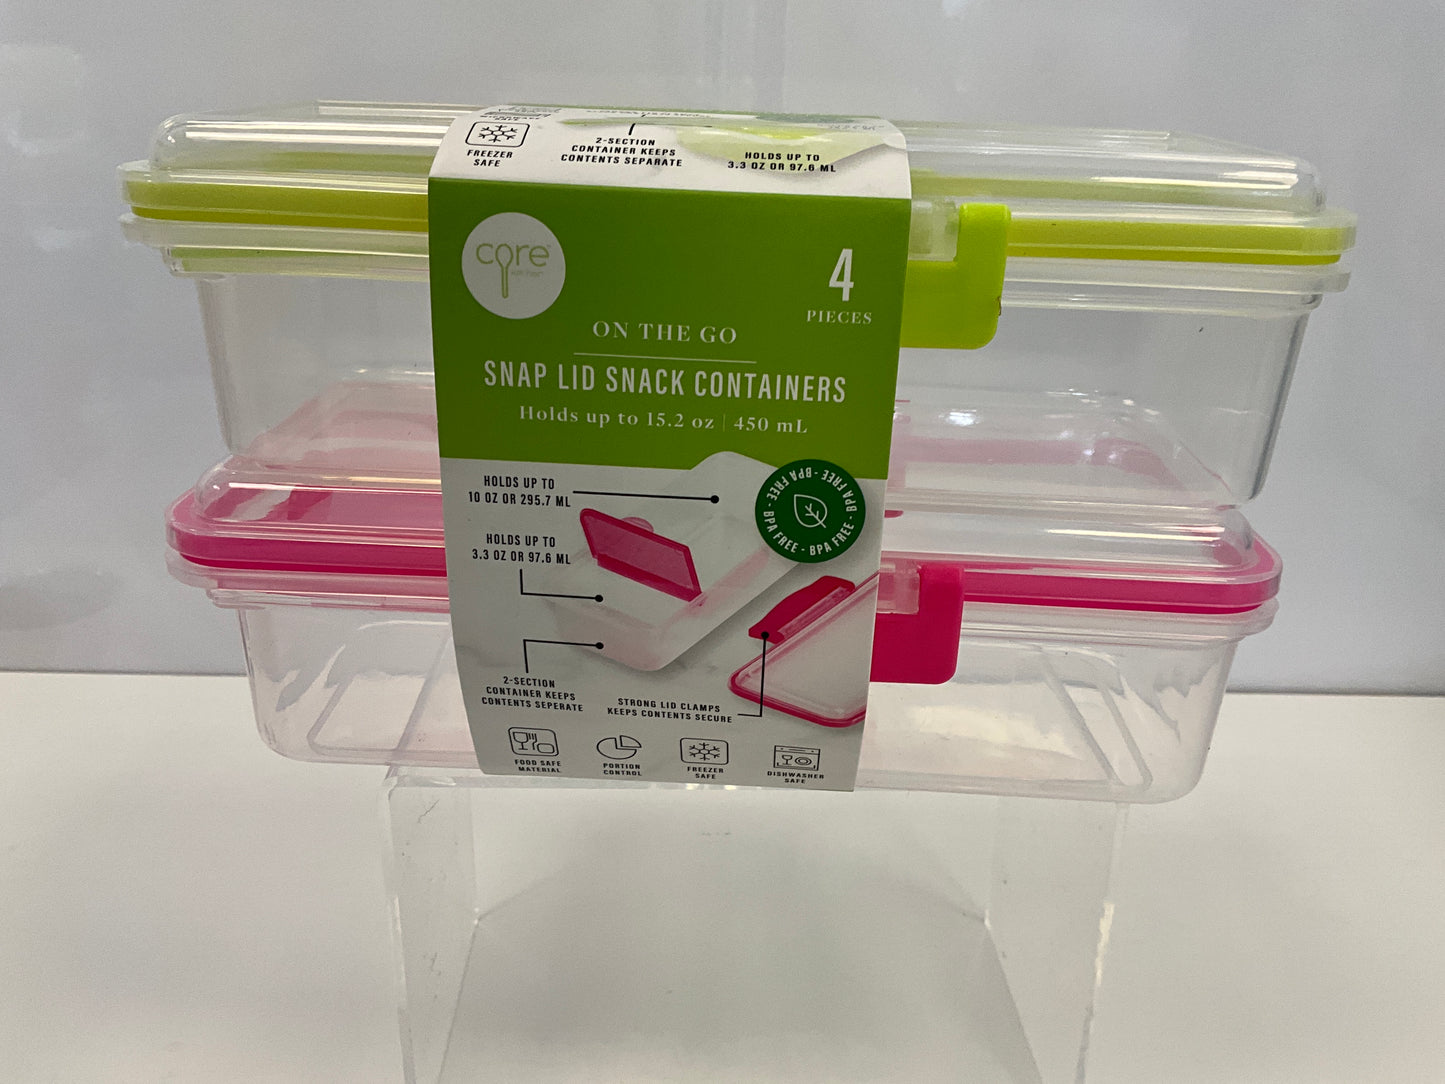 FREEZER
SAFE
2-SECTION
CONTAINER KEEPS
CONTENTS SEPARATE
HOLDS UP TO
3.3 OZ OR 97.6 ML
core
4
PIECES
ON THE GO
SNAP LID SNACK CONTAINERS
Holds up to 15.2 oz | 450 mL
HOLDS UP TO
10 OZ OR 295.7 ML
HOLDS UP TO
3.3 OZ OR 97.6 ML
BPA FREE - BPA FREE - BPA FREE - BPA FREE -
2-SECTION
CONTAINER KEEPS
CONTENTS SEPERATE
STRONG LID CLAMPS
KEEPS CONTENTS SECURE
FOOD SAFE
MATERIAL
PORTION
CONTROL
FREEZER
SAFE
DISHWASHER
SAFE